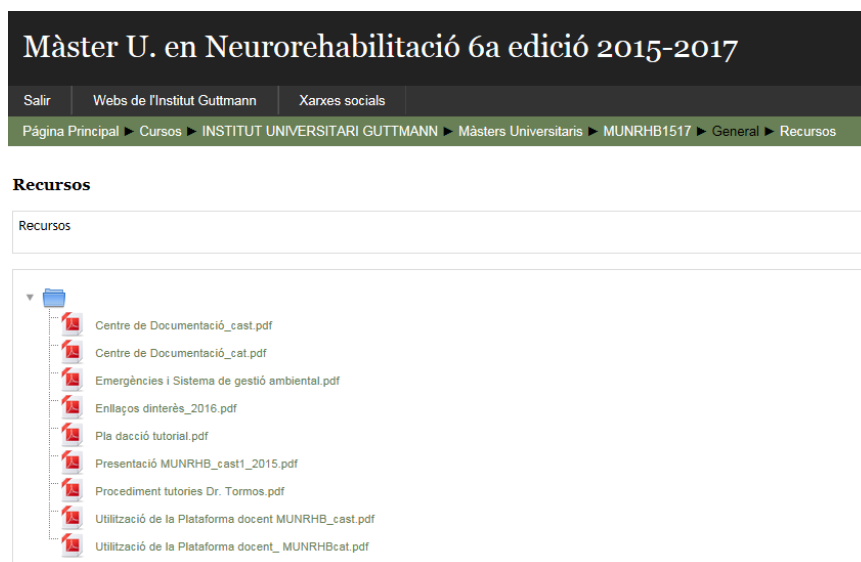 Màster U. en Neurorehabilitació 6a edició 2015-2017
Salir Webs de l'Institut Guttmann Xarxes socials
Página Principal ► Cursos ► INSTITUT UNIVERSITARI GUTTMANN ► Màsters Universitaris ► MUNRHB1517 ► General ► Recursos
Recursos
Recursos
Centre de Documentació_cast.pdf
Centre de Documentació_cat.pdf
Emergències i Sistema de gestió ambiental.pdf
Enllaços dinterès_2016.pdf
Pla dacció tutorial.pdf
Presentació MUNRHB_cast1_2015.pdf
Procediment tutories Dr. Tormos.pdf
Utilització de la Plataforma docent MUNRHB_cast.pdf
Utilització de la Plataforma docent_ MUNRHBcat.pdf